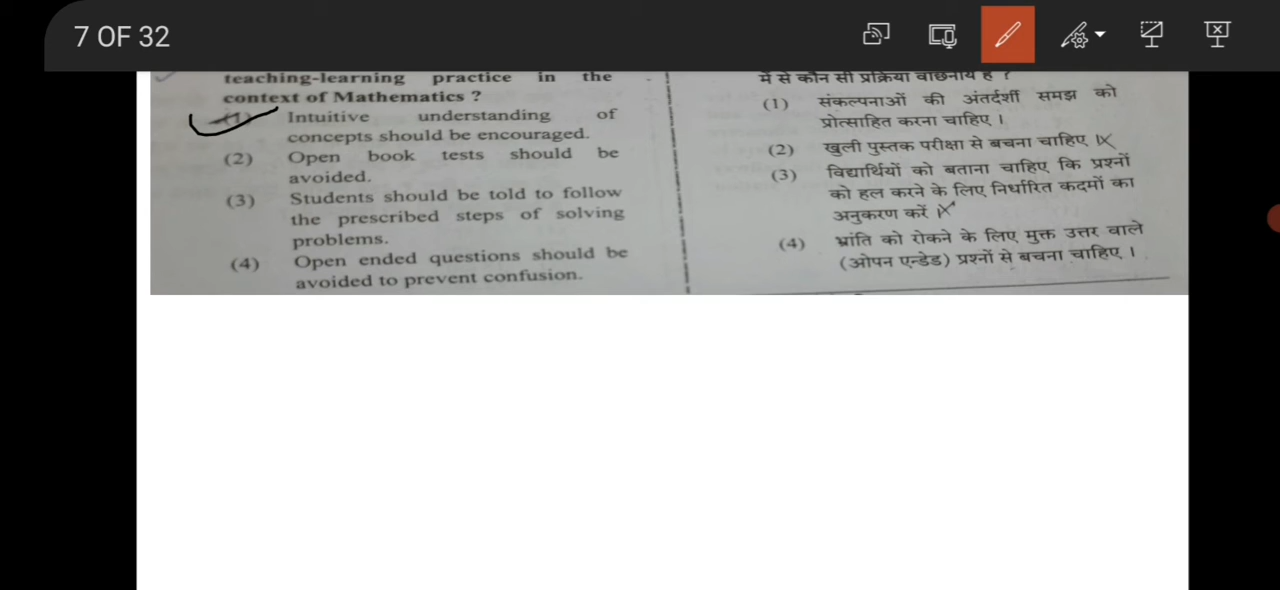 7 OF 32
teaching-learning practice in the
context of Mathematics ?
(1) Intuitive understanding of
concepts should be encouraged.
(2) Open book tests should be
avoided.
(3) Students should be told to follow
the prescribed steps of solving
problems.
(4) Open ended questions should be
avoided to prevent confusion.
में से कौन सी प्रक्रिया वांछनीय है ?
(1) संकल्पनाओं की अंतर्दर्शी समझ को
प्रोत्साहित करना चाहिए ।
(2) खुली पुस्तक परीक्षा से बचना चाहिए ।
(3) विद्यार्थियों को बताना चाहिए कि प्रश्नों
को हल करने के लिए निर्धारित कदमों का
अनुकरण करें ।
(4) भ्रांति को रोकने के लिए मुक्त उत्तर वाले
(ओपन एन्डेड) प्रश्नों से बचना चाहिए ।